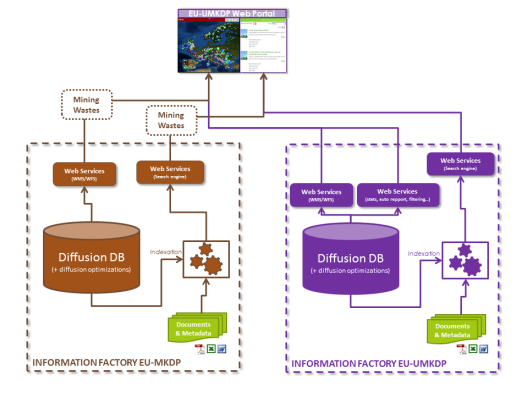 EU-UMKDP Web Portal
Mining
Wastes
Mining
Wastes
Web Services
(WMS/WFS)
Web Services
(Search engine)
Web Services
(Search engine)
Web Services
(WMS/WFS)
Web Services
(stats, auto repport, filtering…)
Diffusion DB
(+ diffusion optimizations)
Indexation
Diffusion DB
(+ diffusion optimizations)
Indexation
Documents
& Metadata
Documents
& Metadata
INFORMATION FACTORY EU-MKDP
INFORMATION FACTORY EU-UMKDP